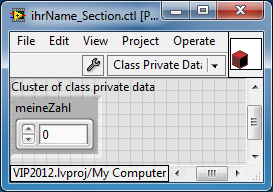 ihrName_Section.ctl [P...
File Edit View Project Operate
Class Private Data
Cluster of class private data
meineZahl
0
VIP2012.lvproj/My Computer